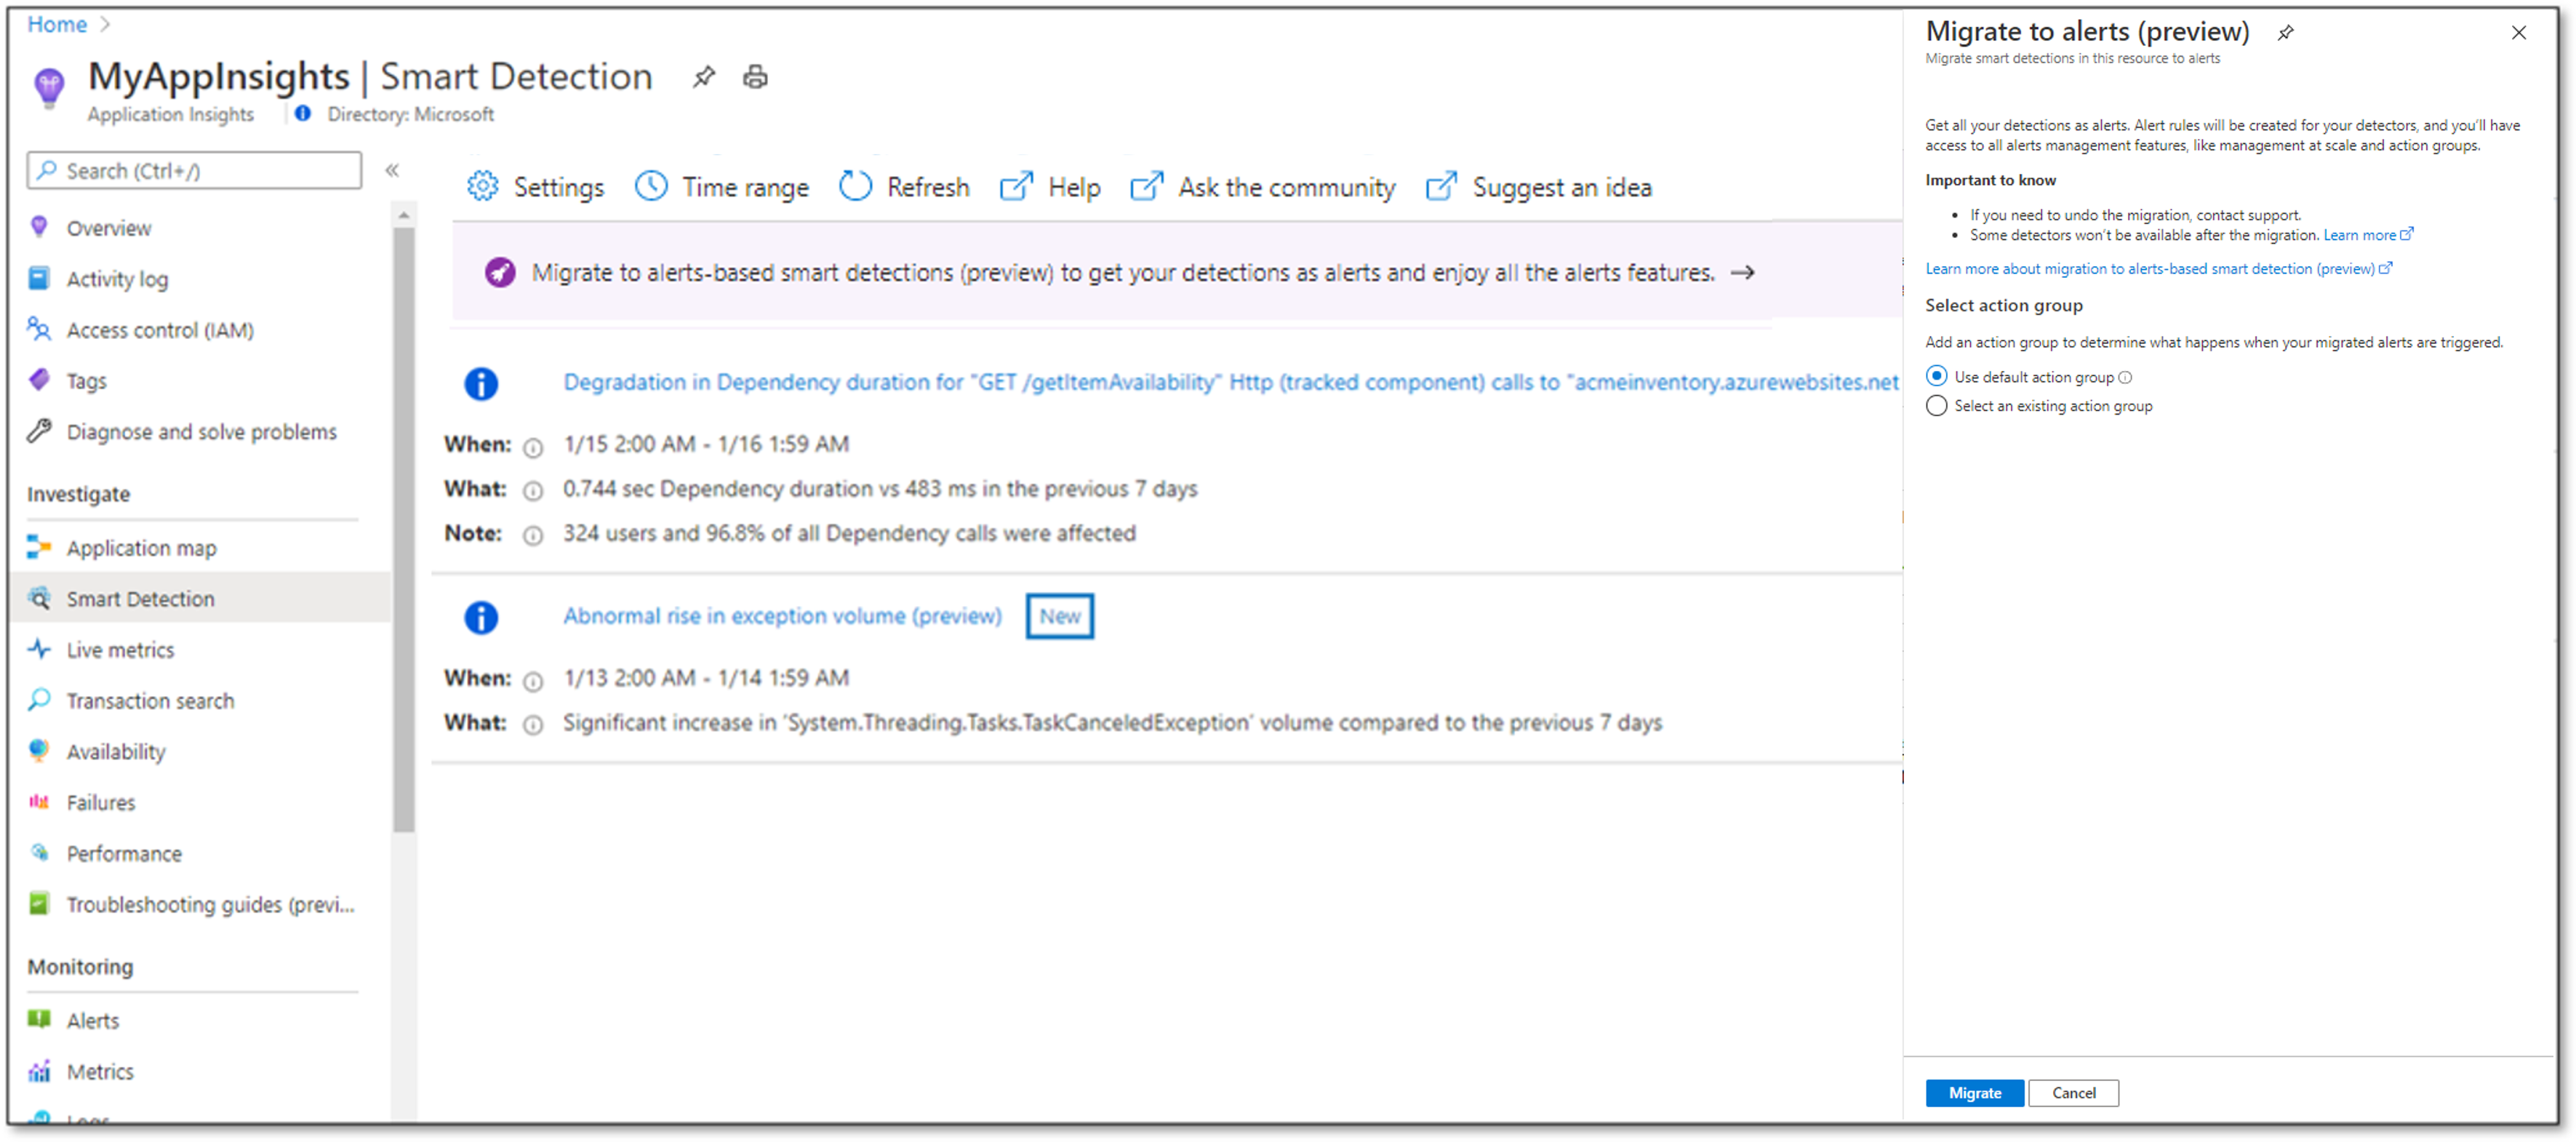 Home
MyAppInsights | Smart Detection
Application Insights
Directory: Microsoft
Search (Ctrl+/)
«
Overview
Activity log
Access control (IAM)
Tags
Diagnose and solve problems
Investigate
Application map
Smart Detection
Live metrics
Transaction search
Availability
Failures
Performance
Troubleshooting guides (previ...
Monitoring
Alerts
Metrics
Logs
Settings
Time range
Refresh
Help
Ask the community
Suggest an idea
Migrate to alerts-based smart detections (preview) to get your detections as alerts and enjoy all the alerts features. →
Degradation in Dependency duration for "GET /getItemAvailability" Http (tracked component) calls to "acmeinventory.azurewebsites.net
When: 1/15 2:00 AM - 1/16 1:59 AM
What: 0.744 sec Dependency duration vs 483 ms in the previous 7 days
Note: 324 users and 96.8% of all Dependency calls were affected
Abnormal rise in exception volume (preview) New
When: 1/13 2:00 AM - 1/14 1:59 AM
What: Significant increase in 'System.Threading.Tasks.TaskCanceledException' volume compared to the previous 7 days
Migrate to alerts (preview)
Migrate smart detections in this resource to alerts
Get all your detections as alerts. Alert rules will be created for your detectors, and you'll have
access to all alerts management features, like management at scale and action groups.
Important to know
• If you need to undo the migration, contact support.
• Some detectors won't be available after the migration. Learn more
Learn more about migration to alerts-based smart detection (preview)
Select action group
Add an action group to determine what happens when your migrated alerts are triggered.
Use default action group
Select an existing action group
Migrate
Cancel